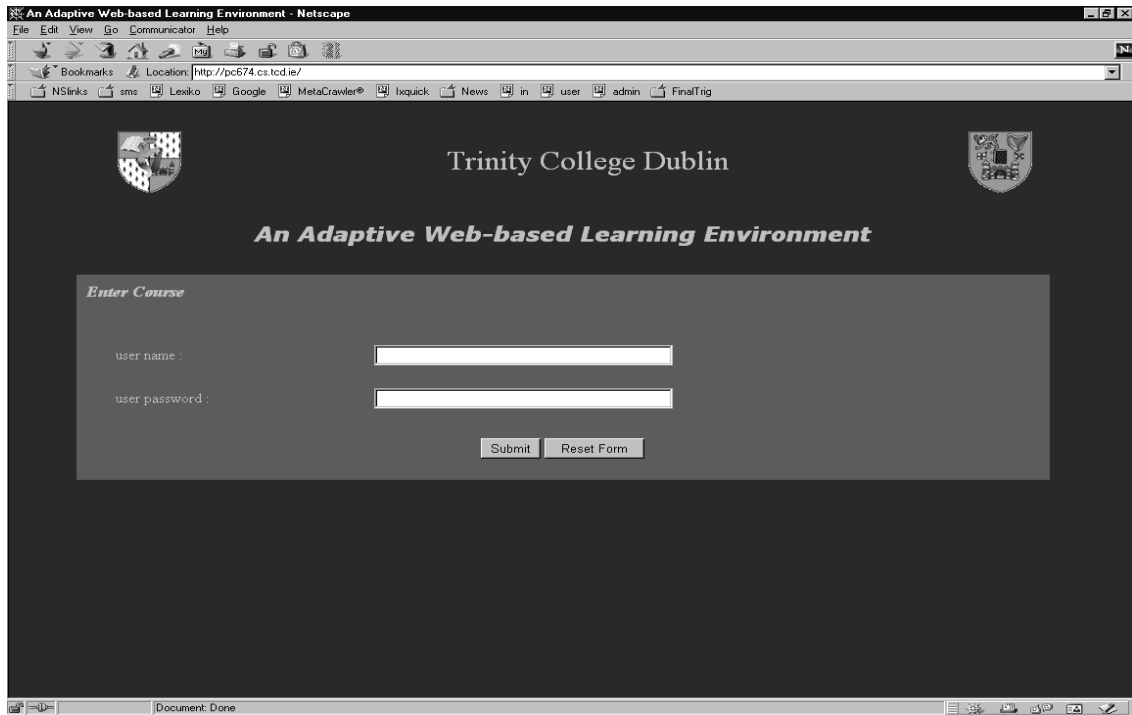 An Adaptive Web-based Learning Environment - Netscape
File Edit View Go Communicator Help
My
N
Bookmarks Location: http://pc674.cs.tcd.ie/
NSlinks sms Lexiko Google MetaCrawler® Ixquick News in user admin FinalTrig
Trinity College Dublin
An Adaptive Web-based Learning Environment
Enter Course
user name :
user password :
Submit Reset Form
Document: Done